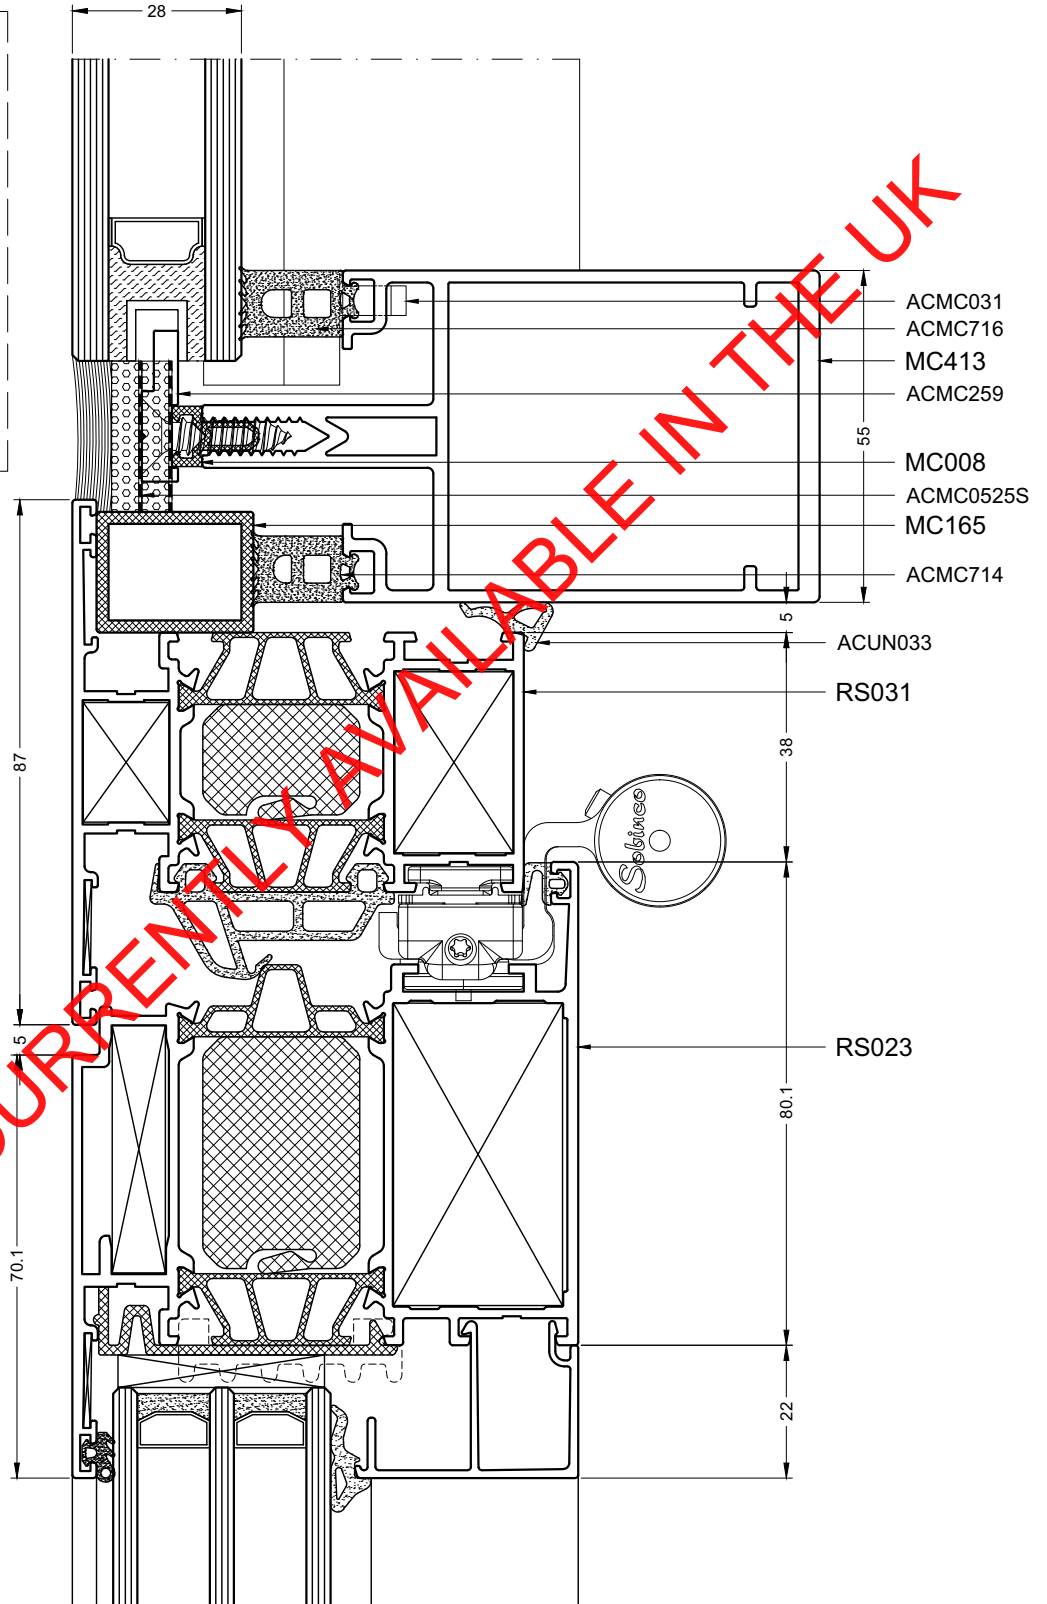 28
ACMC031
ACMC716
MC413
ACMC259
55
MC008
ACMC0525S
MC165
ACMC714
5
ACUN033
RS031
38
87
Sobinco
5
RS023
80.1
70.1
22
CURRENTLY AVAILABLE IN THE UK